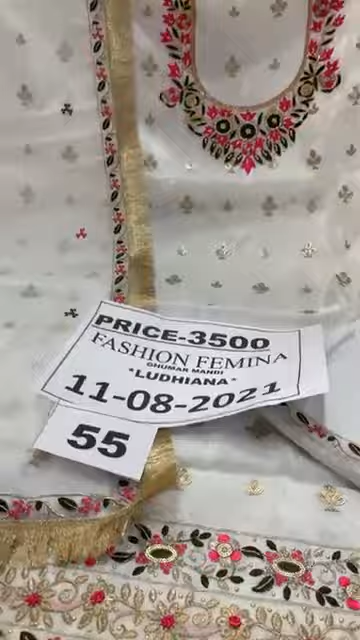 PRICE-3500
FASHION FEMINA
GHUMAR MANDI
*LUDHIANA*
11-08-2021
55